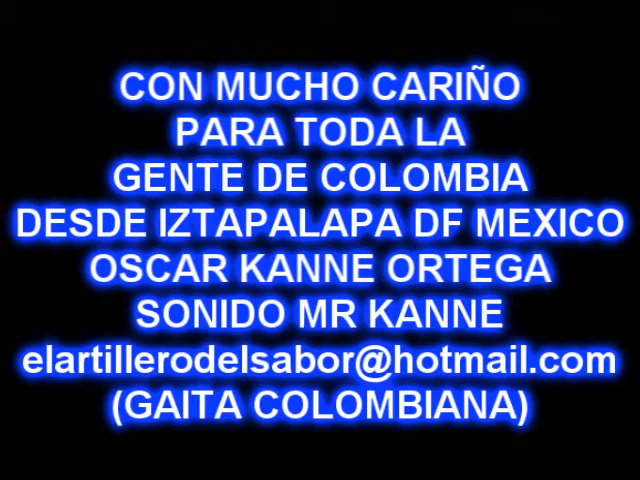 CON MUCHO CARIÑO
PARA TODA LA
GENTE DE COLOMBIA
DESDE IZTAPALAPA DF MEXICO
OSCAR KANNE ORTEGA
SONIDO MR KANNE
elartillerodelsabor@hotmail.com
(GAITA COLOMBIANA)